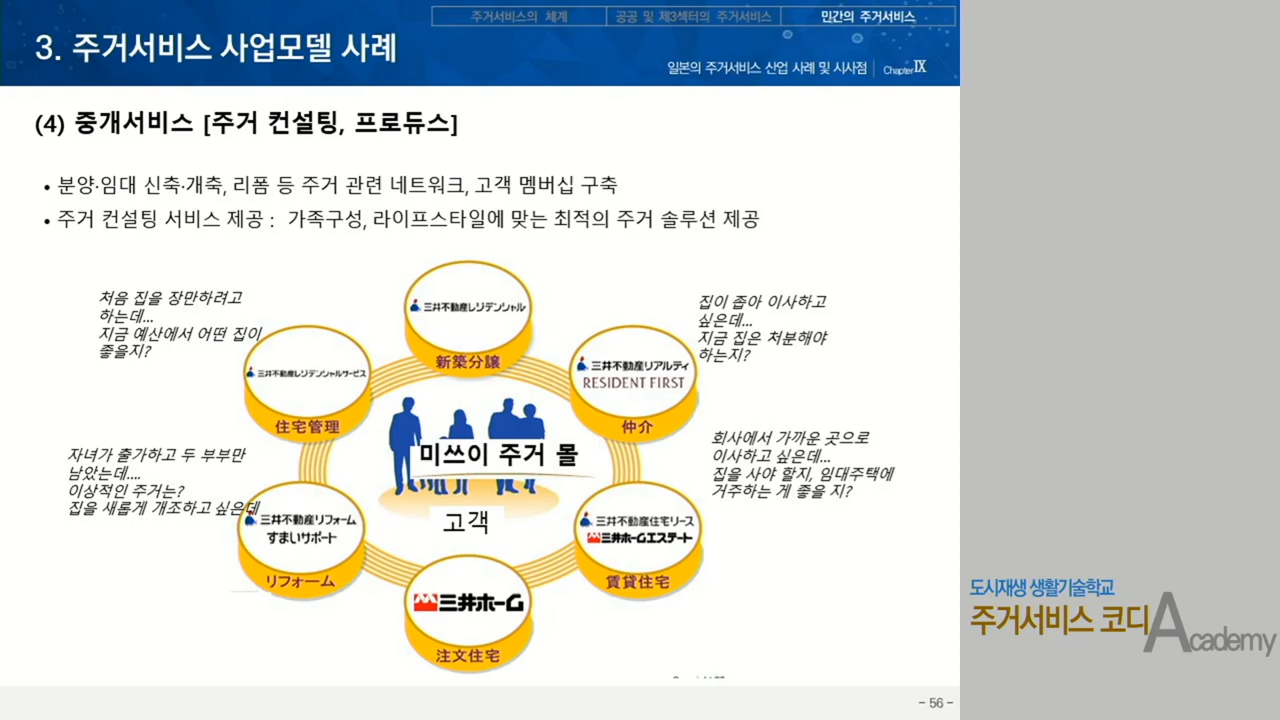 주거서비스의 체계
공공 및 제3섹터의 주거서비스
민간의 주거서비스
3. 주거서비스 사업모델 사례
일본의 주거서비스 산업 사례 및 시사점
Chapter Ⅸ
(4) 중개서비스 [주거 컨설팅, 프로듀스]
• 분양·임대 신축·개축, 리폼 등 주거 관련 네트워크, 고객 멤버십 구축
• 주거 컨설팅 서비스 제공 : 가족구성, 라이프스타일에 맞는 최적의 주거 솔루션 제공
처음 집을 장만하려고
하는데...
지금 예산에서 어떤 집이
좋을지?
三井不動産レジデンシャル
新築分譲
집이 좁아 이사하고
싶은데...
지금 집은 처분해야
하는지?
三井不動産レジデンシャルサービス
住宅管理
三井不動産リアルティ
RESIDENT FIRST
仲介
미쓰이 주거 몰
고객
자녀가 출가하고 두 부부만
남았는데....
이상적인 주거는?
집을 새롭게 개조하고 싶은데
회사에서 가까운 곳으로
이사하고 싶은데...
집을 사야 할지, 임대주택에
거주하는 게 좋을 지?
三井不動産リフォーム
すまいサポート
リフォーム
三井不動産住宅リース
三井ホームエステート
賃貸住宅
三井ホーム
注文住宅
- 56 -
도시재생 생활기술학교
주거서비스 코디 Academy